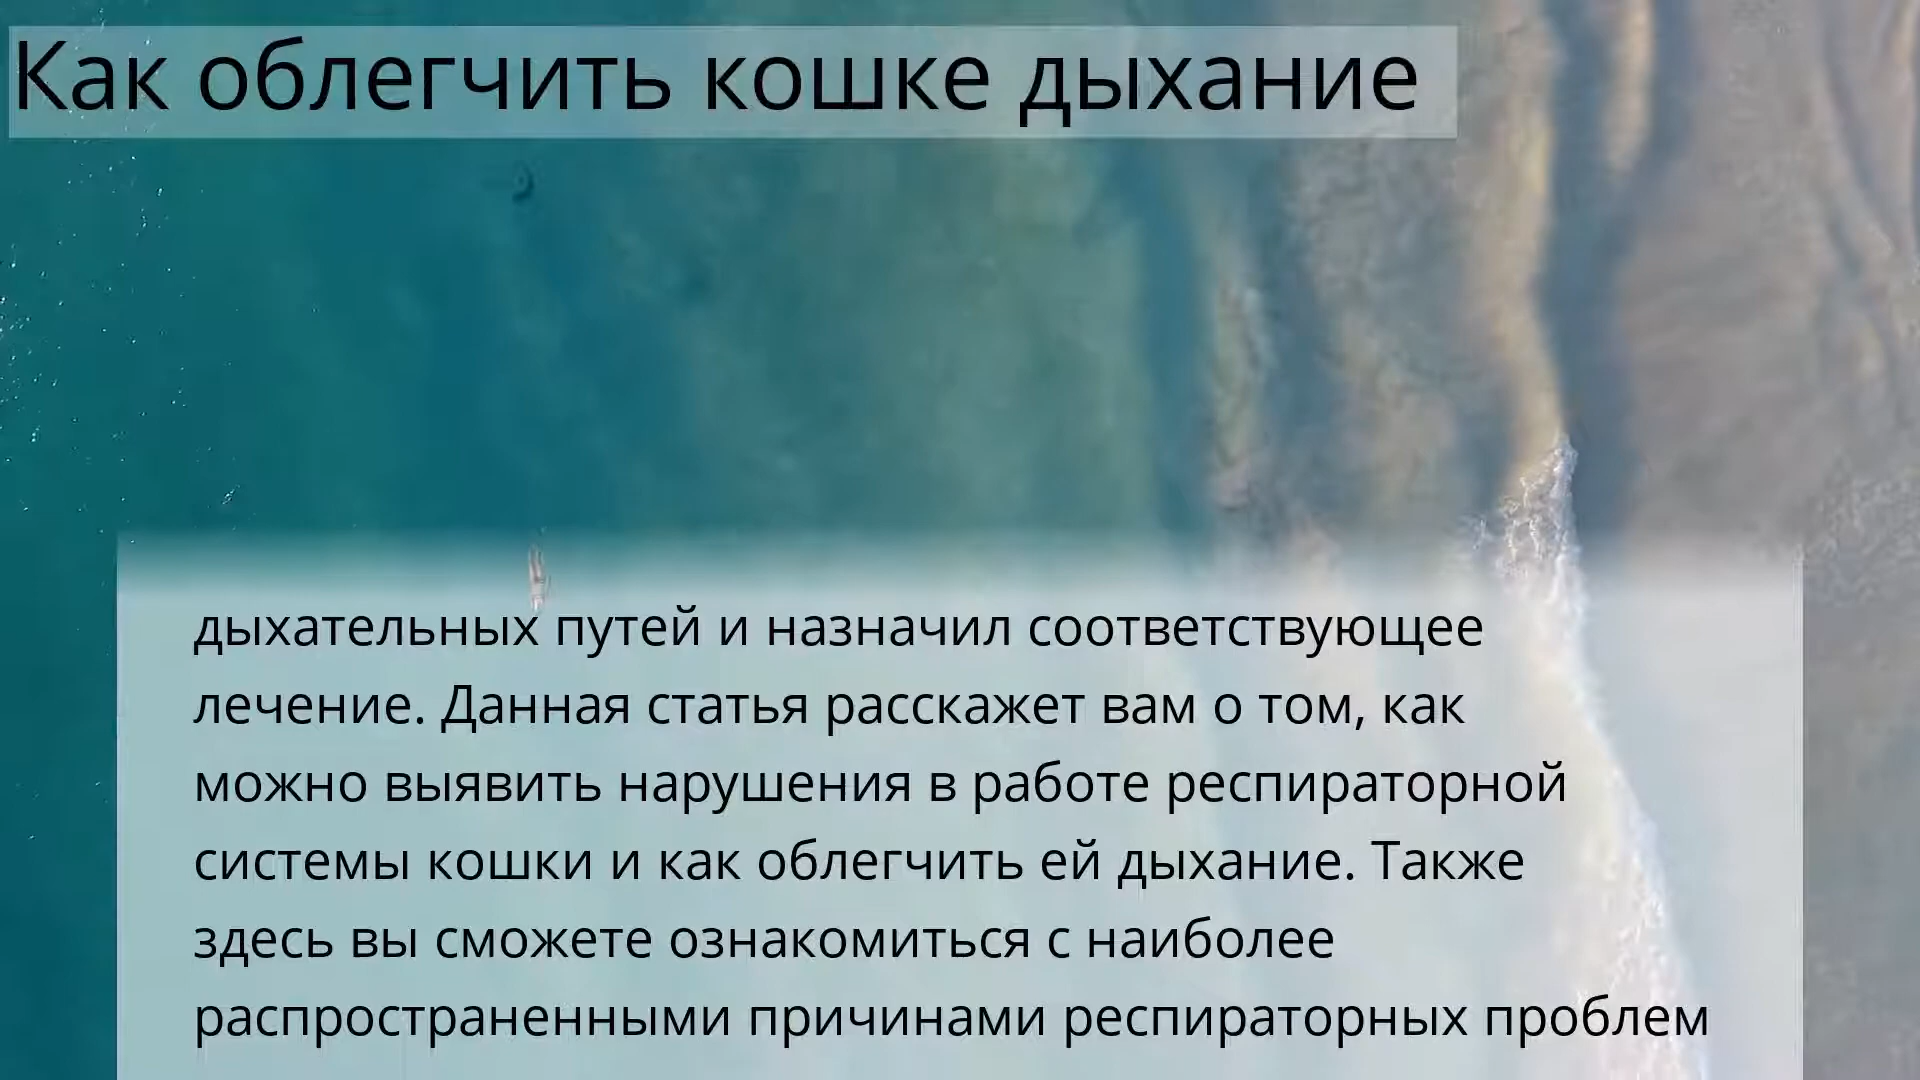 Как облегчить кошке дыхание
дыхательных путей и назначил соответствующее
лечение. Данная статья расскажет вам о том, как
можно выявить нарушения в работе респираторной
системы кошки и как облегчить ей дыхание. Также
здесь вы сможете ознакомиться с наиболее
распространенными причинами респираторных проблем